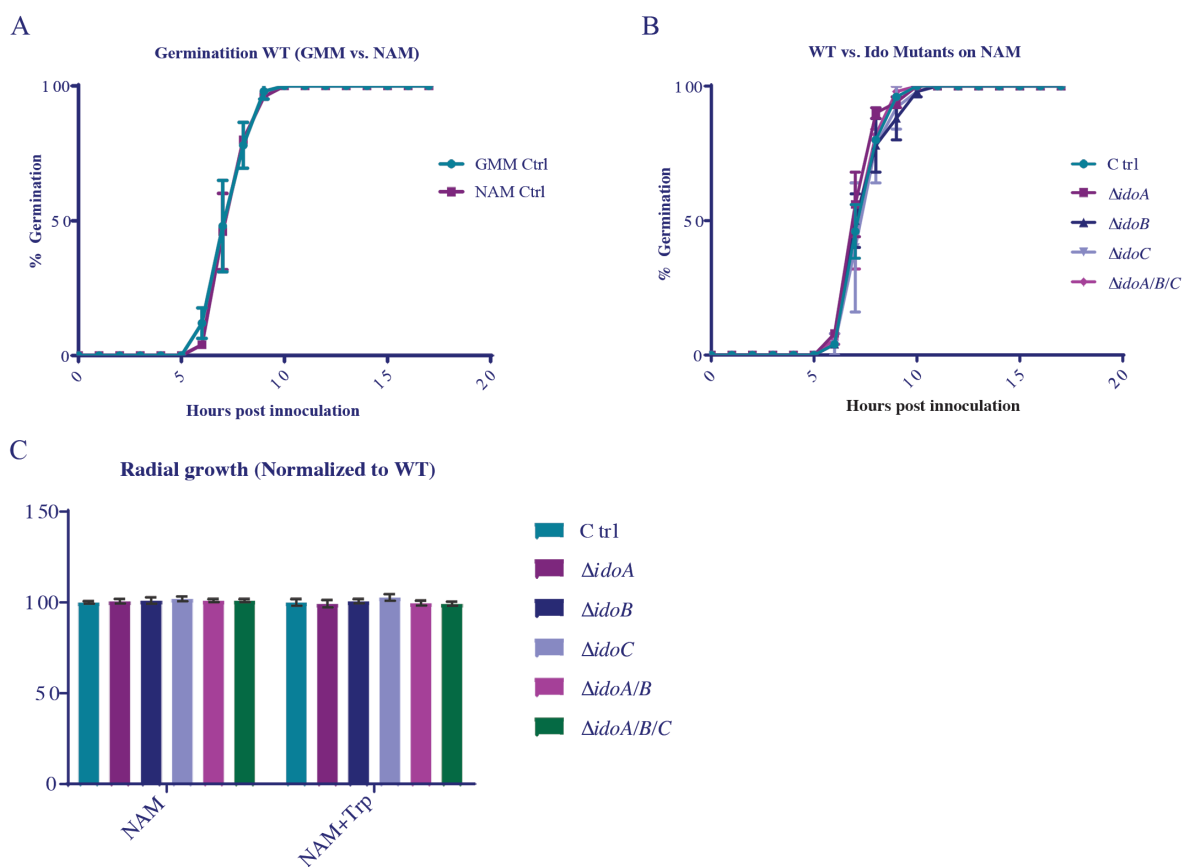 A
Germinatition WT (GMM vs. NAM)
100
50
0
% Germination
0
5
10
15
20
Hours post innoculation
GMM Ctrl
NAM Ctrl
B
WT vs. Ido Mutants on NAM
100
50
0
% Germination
0
5
10
15
20
Hours post innoculation
C trl
ΔidoA
ΔidoB
ΔidoC
ΔidoA/B/C
C
Radial growth (Normalized to WT)
150
100
50
0
NAM
NAM+Trp
C trl
ΔidoA
ΔidoB
ΔidoC
ΔidoA/B
ΔidoA/B/C